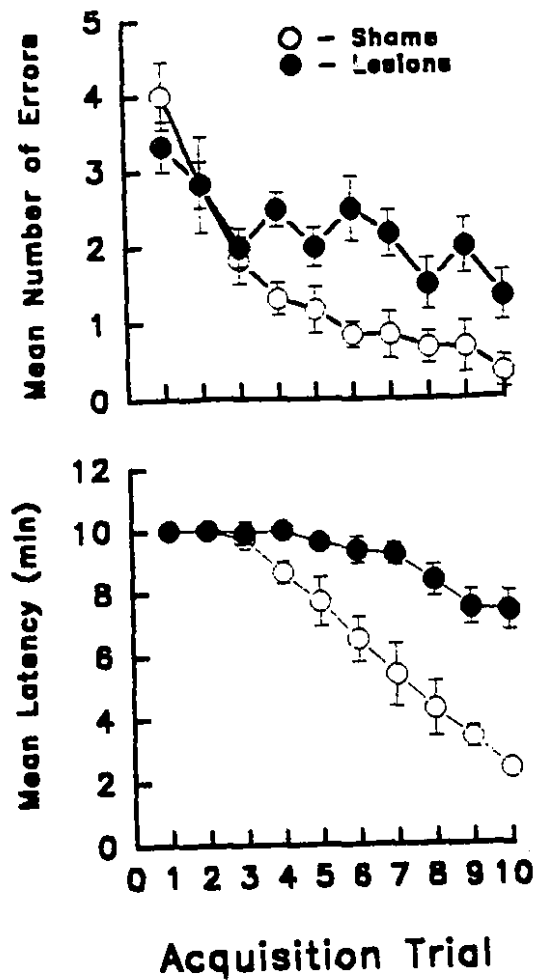 5
○ – Shams
● – Lesions
4
3
2
1
0
Mean Number of Errors
12
10
8
6
4
2
0
Mean Latency (min)
0 1 2 3 4 5 6 7 8 9 10
Acquisition Trial